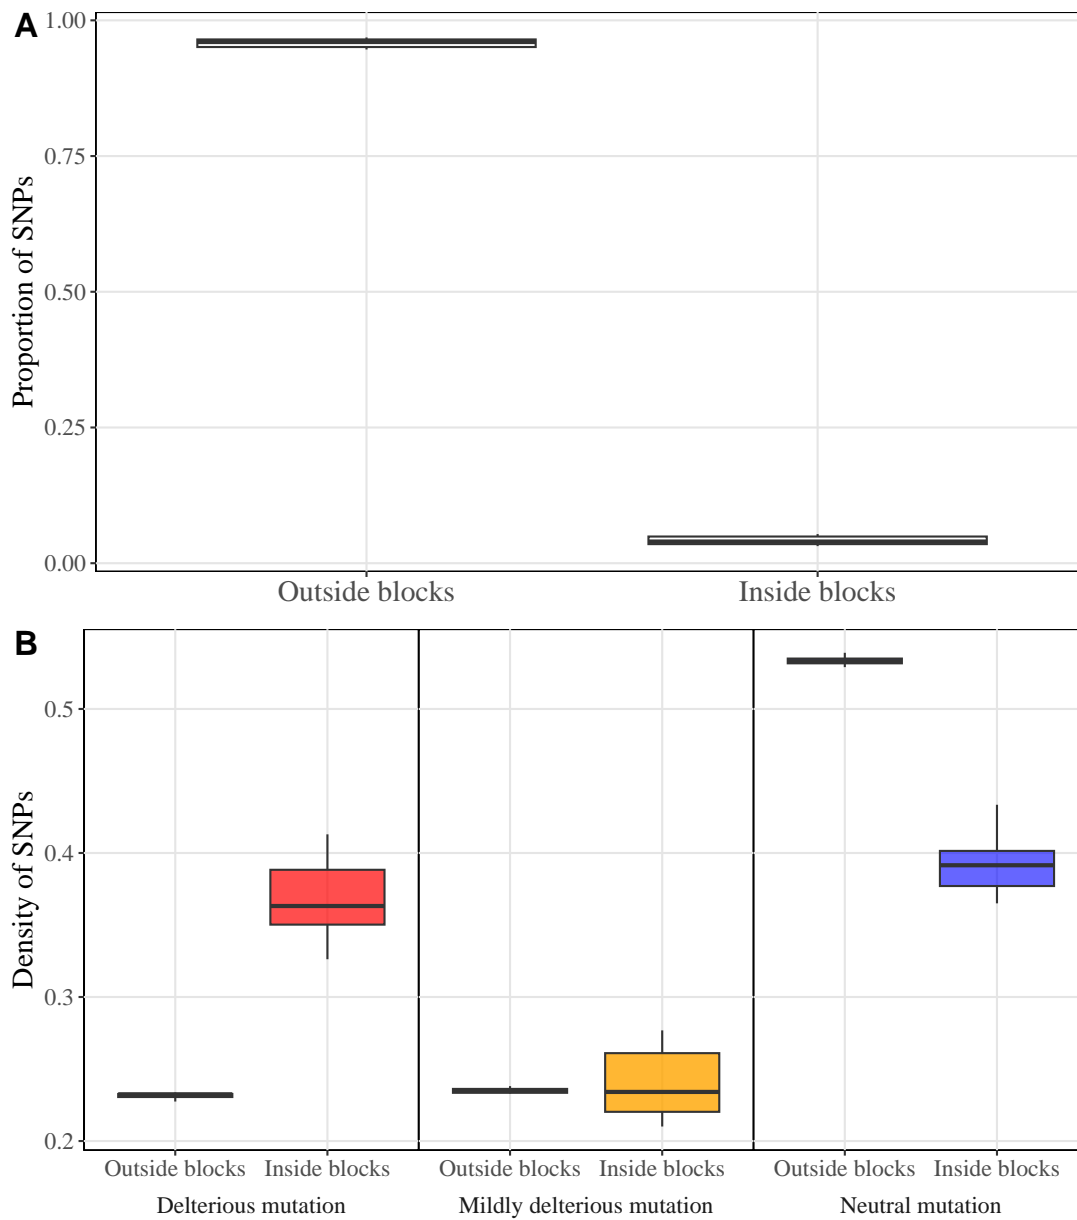 A
Proportion of SNPs
1.00
0.75
0.50
0.25
0.00
Outside blocks Inside blocks
B
Density of SNPs
0.5
0.4
0.3
0.2
Outside blocks Inside blocks Outside blocks Inside blocks Outside blocks Inside blocks
Delterious mutation Mildly delterious mutation Neutral mutation